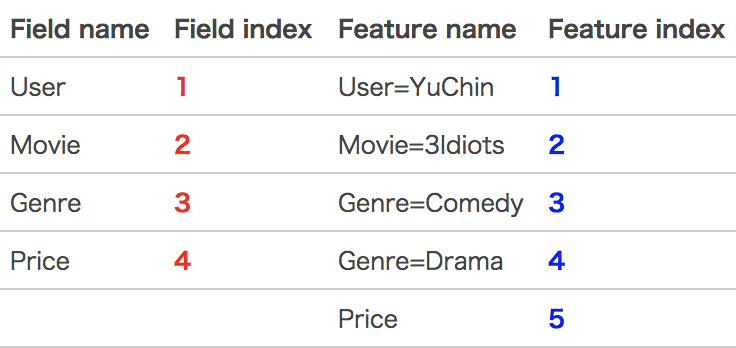 Field name Field index Feature name Feature index
User 1 User=YuChin 1
Movie 2 Movie=3Idiots 2
Genre 3 Genre=Comedy 3
Price 4 Genre=Drama 4
Price 5